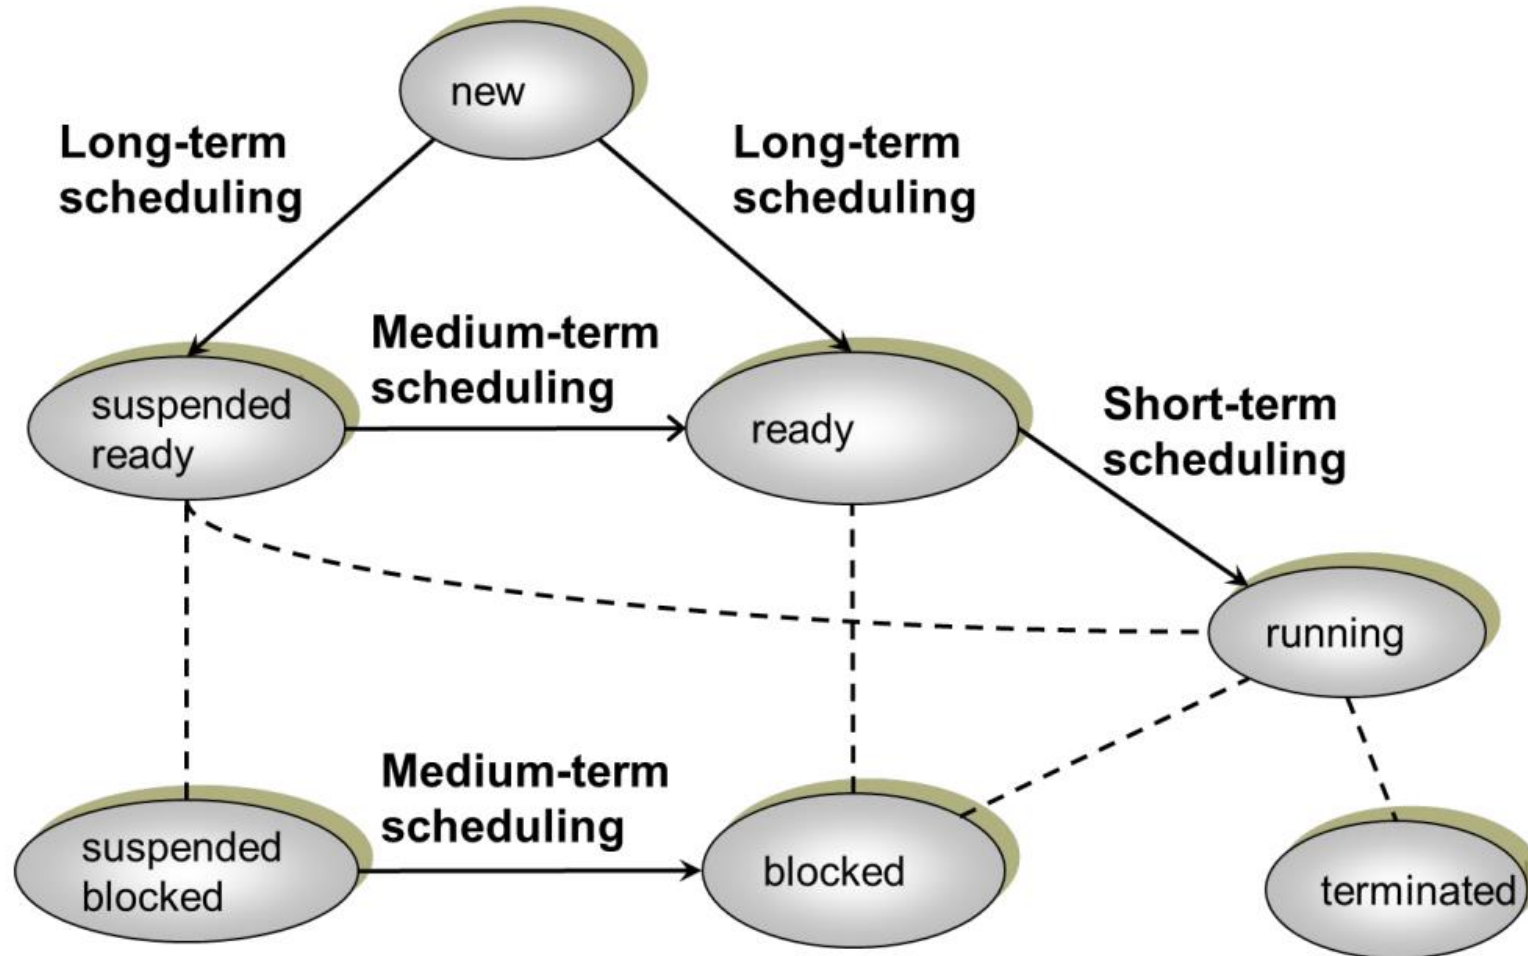 new
Long-term
scheduling
Long-term
scheduling
Medium-term
scheduling
suspended
ready
ready
Short-term
scheduling
running
Medium-term
scheduling
suspended
blocked
blocked
terminated